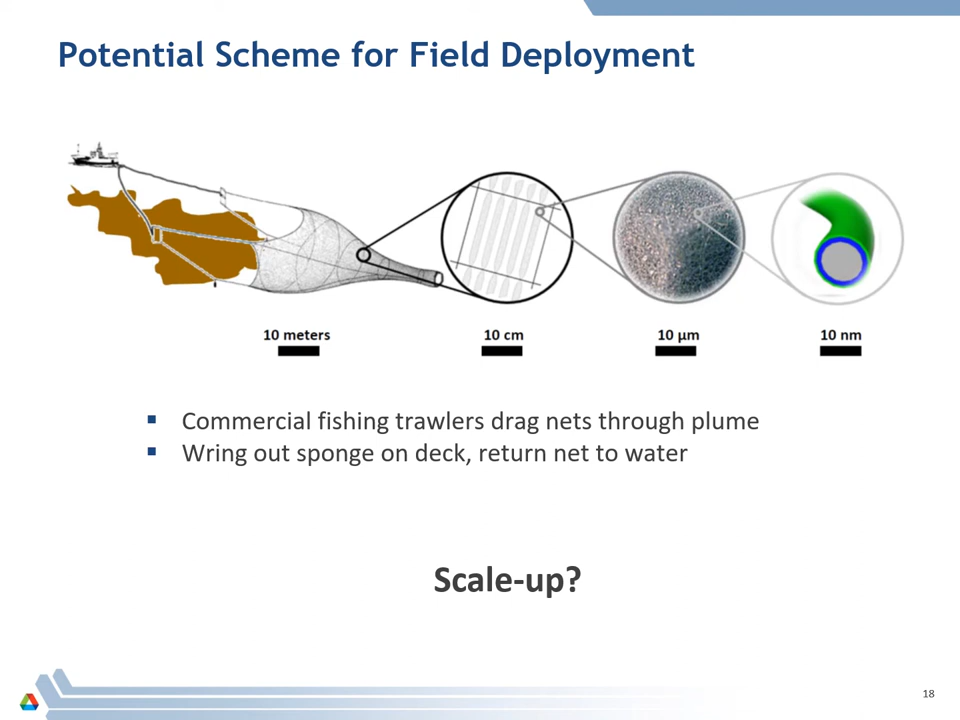 Potential Scheme for Field Deployment
10 meters
10 cm
10 µm
10 nm
▪ Commercial fishing trawlers drag nets through plume
▪ Wring out sponge on deck, return net to water
Scale-up?
18